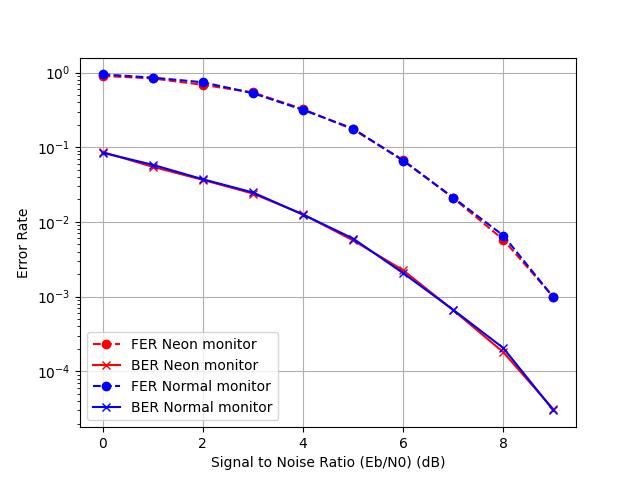 10⁰
10⁻¹
10⁻²
10⁻³
10⁻⁴
Error Rate
FER Neon monitor
BER Neon monitor
FER Normal monitor
BER Normal monitor
0 2 4 6 8
Signal to Noise Ratio (Eb/N0) (dB)